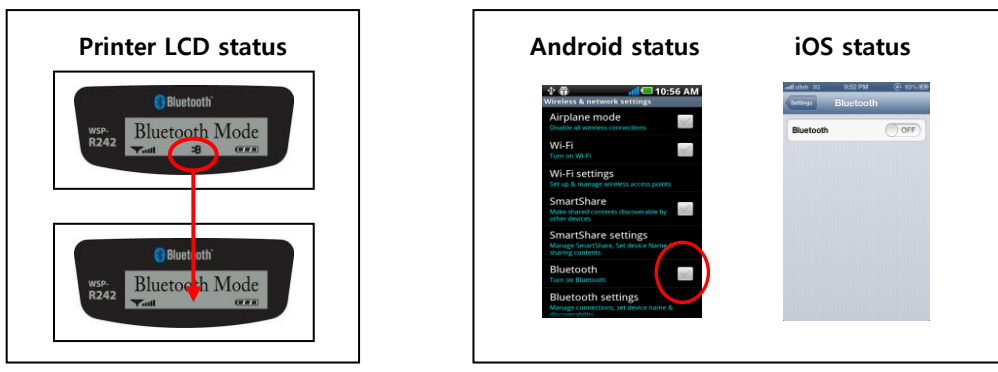 Printer LCD status
Bluetooth
WSP-
R242
Bluetooth Mode
Bluetooth
WSP-
R242
Bluetooth Mode
Android status
10:56 AM
Wireless & network settings
Airplane mode
Disable all wireless connections
Wi-Fi
Turn on Wi-Fi
Wi-Fi settings
Set up & manage wireless access points
SmartShare
Make shared contents discoverable by
other devices
SmartShare settings
Manage SmartShare, Set device Name &
sharing contents
Bluetooth
Turn on Bluetooth
Bluetooth settings
Manage connections, set device name &
discoverability
iOS status
olleh 3G 9:52 PM
Settings Bluetooth
Bluetooth OFF